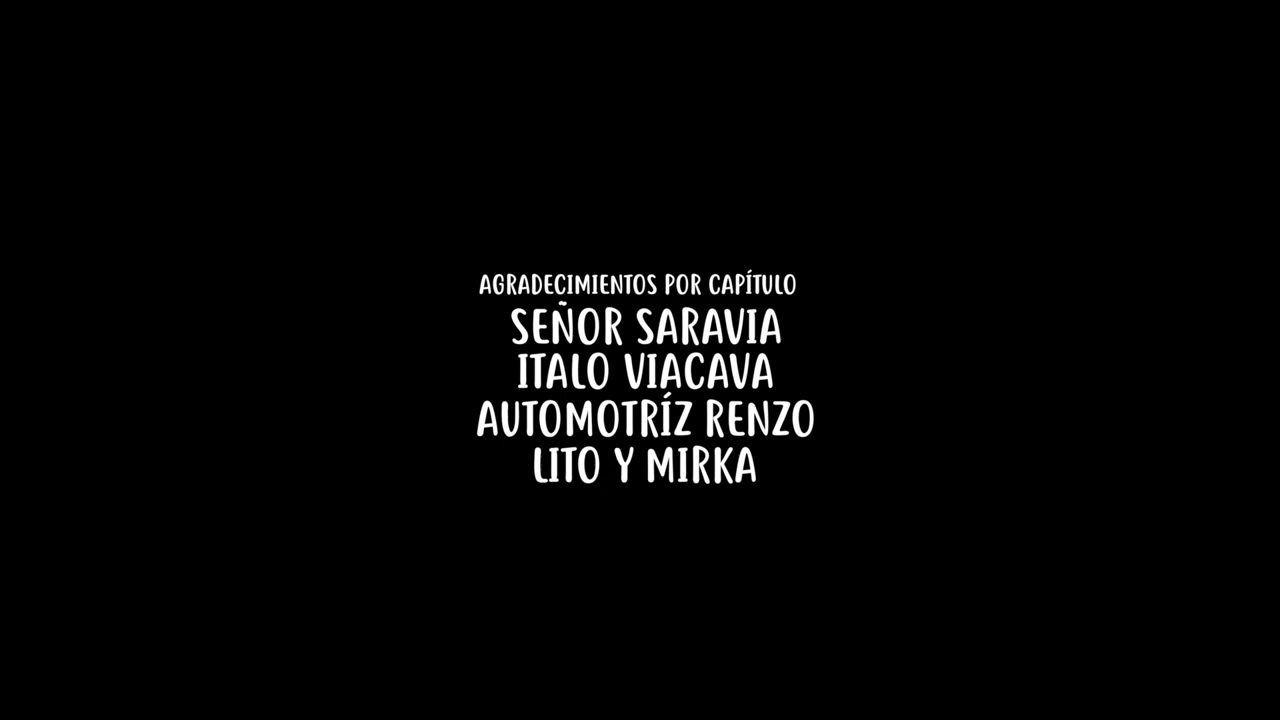 AGRADECIMIENTOS POR CAPÍTULO
SEÑOR SARAVIA
ITALO VIACAVA
AUTOMOTRÍZ RENZO
LITO Y MIRKA